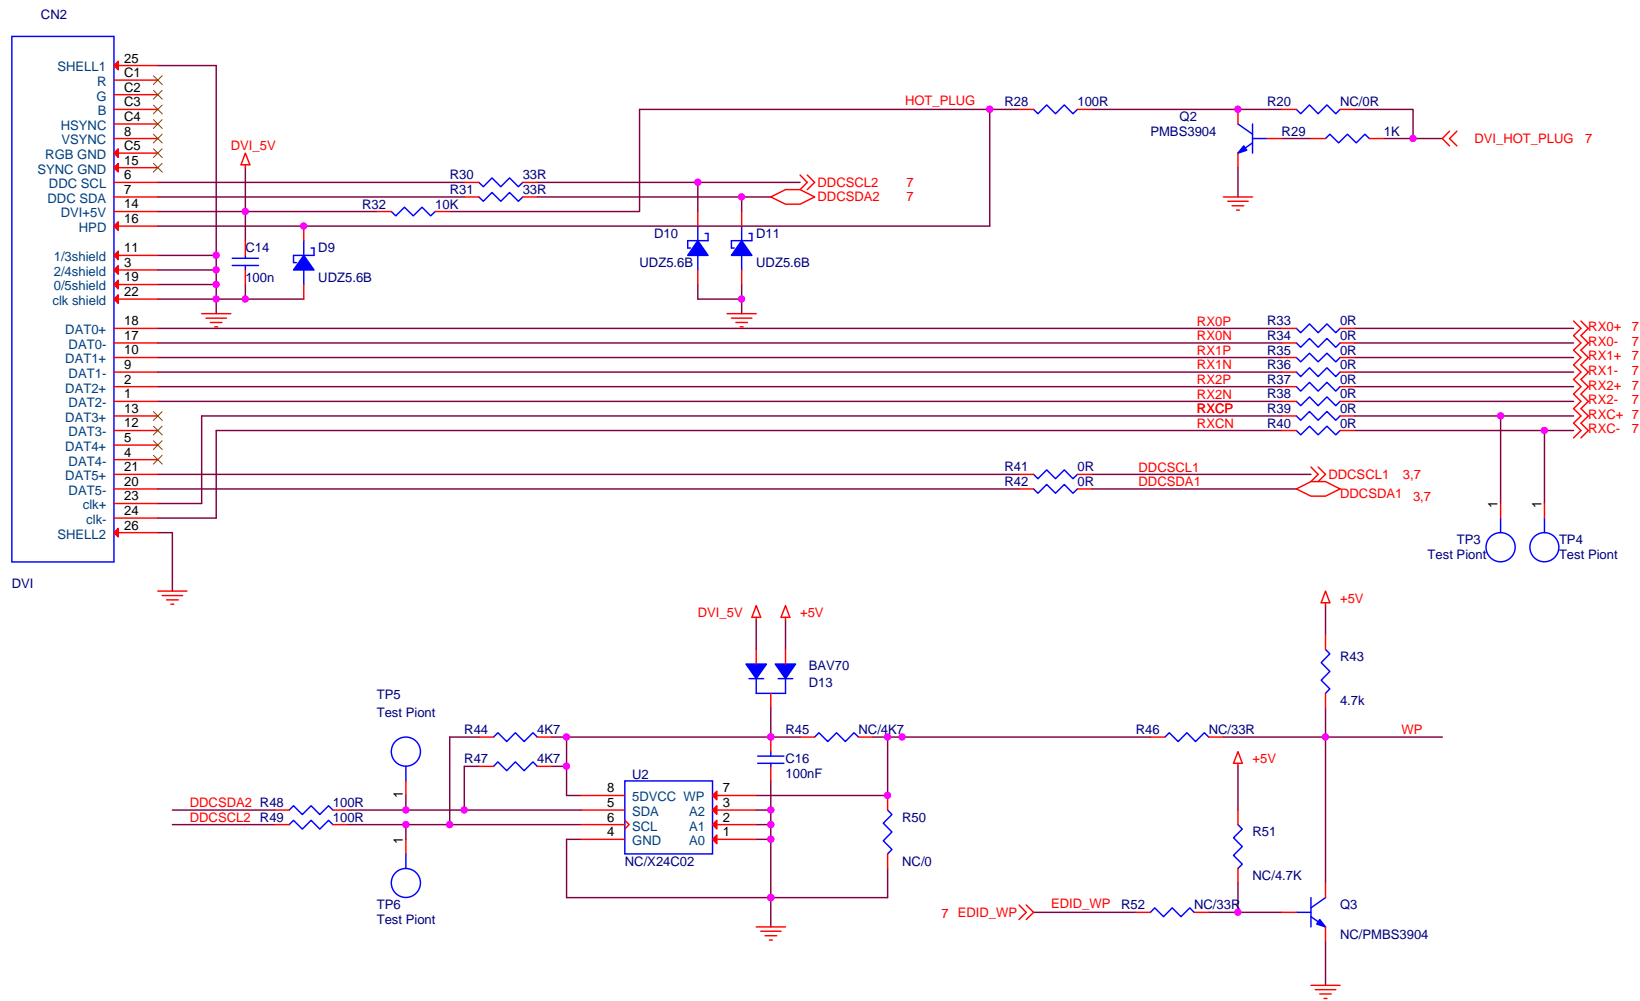 CN2
SHELL1 25
R C1
G C2
B C3
HSYNC C4
VSYNC 8
RGB GND C5
SYNC GND 15
DDC SCL 6
DDC SDA 7
DVI+5V 14
HPD 16
1/3shield 11
2/4shield 3
0/5shield 19
clk shield 22
DAT0+ 18
DAT0- 17
DAT1+ 10
DAT1- 9
DAT2+ 2
DAT2- 1
DAT3+ 13
DAT3- 12
DAT4+ 5
DAT4- 4
DAT5+ 21
DAT5- 20
clk+ 23
clk- 24
SHELL2 26
DVI
DVI_5V
R30 33R
R31 33R
R32 10K
DDCSCL2 7
DDCSDA2 7
C14
100n
D9
UDZ5.6B
D10
UDZ5.6B
D11
UDZ5.6B
HOT_PLUG R28 100R
Q2
PMBS3904
R20 NC/0R
R29 1K
DVI_HOT_PLUG 7
RX0P R33 0R RX0+ 7
RX0N R34 0R RX0- 7
RX1P R35 0R RX1+ 7
RX1N R36 0R RX1- 7
RX2P R37 0R RX2+ 7
RX2N R38 0R RX2- 7
RXCP R39 0R RXC+ 7
RXCN R40 0R RXC- 7
R41 0R DDCSCL1 DDCSCL1 3,7
R42 0R DDCSDA1 DDCSDA1 3,7
1
1
TP3
Test Piont
TP4
Test Piont
DVI_5V +5V
BAV70
D13
+5V
R43
4.7k
TP5
Test Piont
R44 4K7
R47 4K7
R45 NC/4K7
R46 NC/33R
WP
C16
100nF
+5V
1
DDCSDA2 R48 100R
DDCSCL2 R49 100R
1
TP6
Test Piont
U2
8 5DVCC WP 7
5 SDA A2 3
6 SCL A1 2
4 GND A0 1
NC/X24C02
R50
NC/0
R51
NC/4.7K
7 EDID_WP EDID_WP R52 NC/33R
Q3
NC/PMBS3904